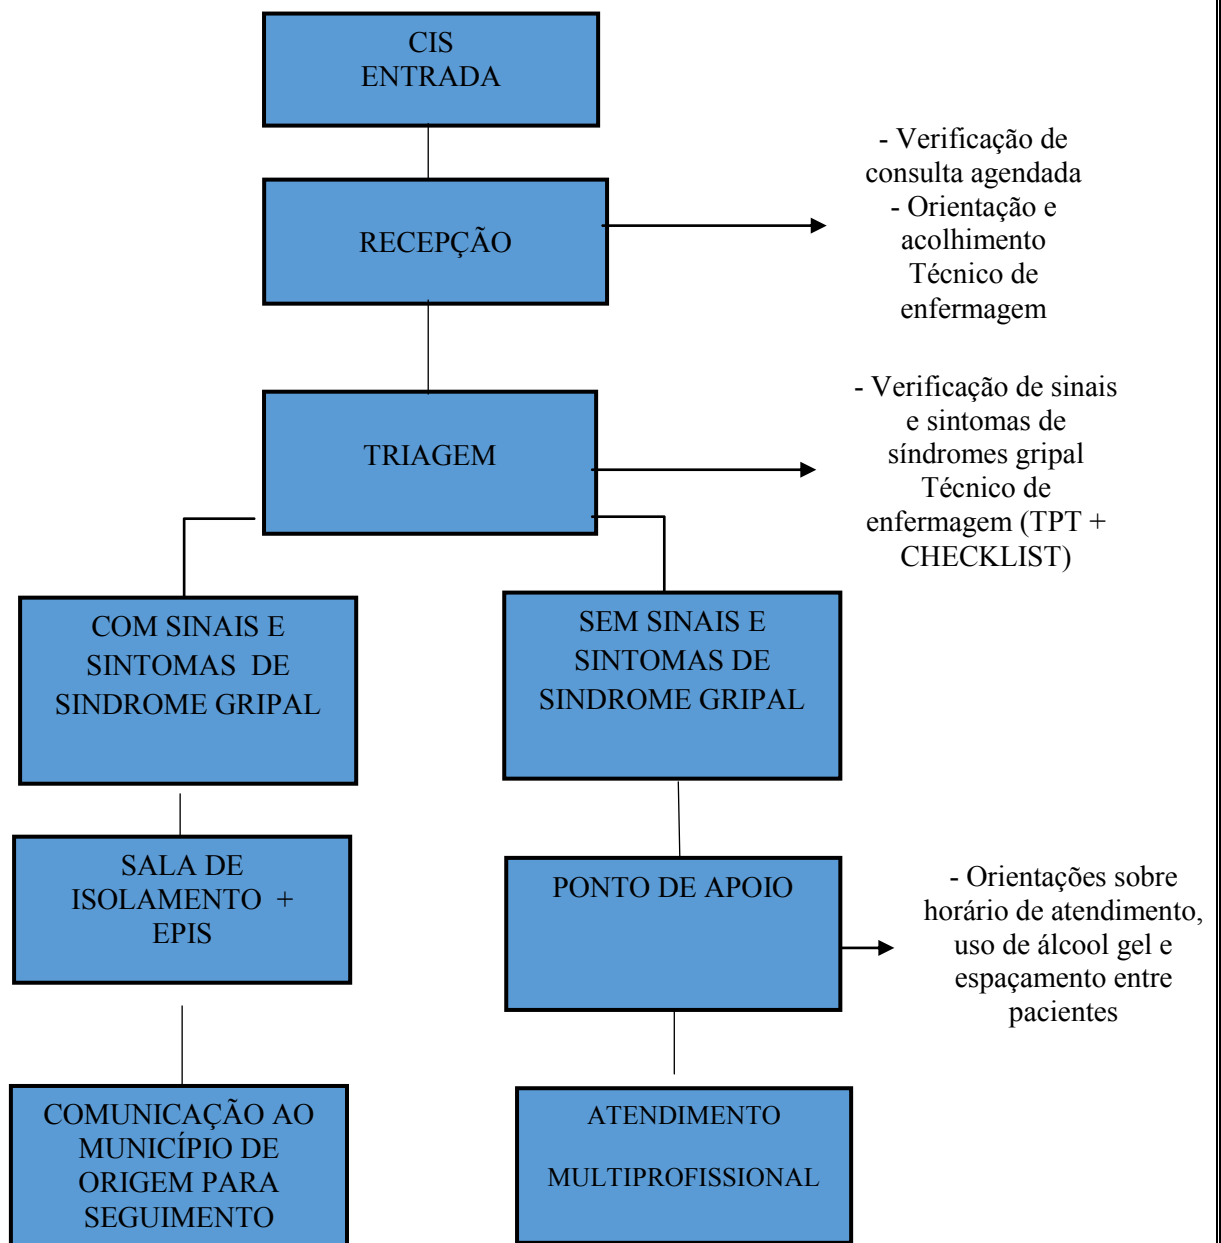 CIS
ENTRADA
RECEPÇÃO
- Verificação de
consulta agendada
- Orientação e
acolhimento
Técnico de
enfermagem
TRIAGEM
- Verificação de sinais
e sintomas de
síndromes gripal
Técnico de
enfermagem (TPT +
CHECKLIST)
COM SINAIS E
SINTOMAS DE
SINDROME GRIPAL
SEM SINAIS E
SINTOMAS DE
SINDROME GRIPAL
SALA DE
ISOLAMENTO +
EPIS
PONTO DE APOIO
- Orientações sobre
horário de atendimento,
uso de álcool gel e
espaçamento entre
pacientes
COMUNICAÇÃO AO
MUNICÍPIO DE
ORIGEM PARA
SEGUIMENTO
ATENDIMENTO
MULTIPROFISSIONAL